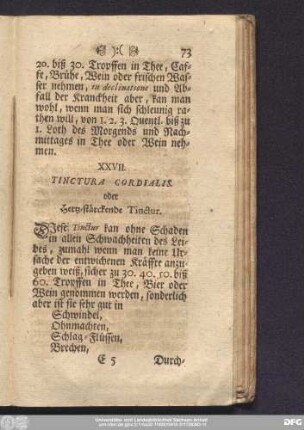 ):( 73
20. biß 30. Tropffen in Thee, Caf-
fe, Brühe, Wein oder frischen Was-
ser nehmen, in declinatione und Ab-
fall der Kranckheit aber, kan man
wohl, wenn man sich schleunig ra-
then will, von 1. 2. 3. Quentl. biß zu
1. Loth des Morgends und Nach-
mittages in Thee oder Wein neh-
men.
XXVII.
TINCTURA CORDIALIS.
oder
Hertz-stärckende Tinctur.
Diese Tinctur kan ohne Schaden
in allen Schwachheiten des Lei-
bes, zumahl wenn man keine Ur-
sache der entwichenen Kräffte anzu-
geben weiß, sicher zu 30. 40. 50. biß
60. Tropffen in Thee, Bier oder
Wein genommen werden, sonderlich
aber ist sie sehr gut in
Schwindel,
Ohnmachten,
Schlag-Flüssen,
Brechen,
E 5 Durch-